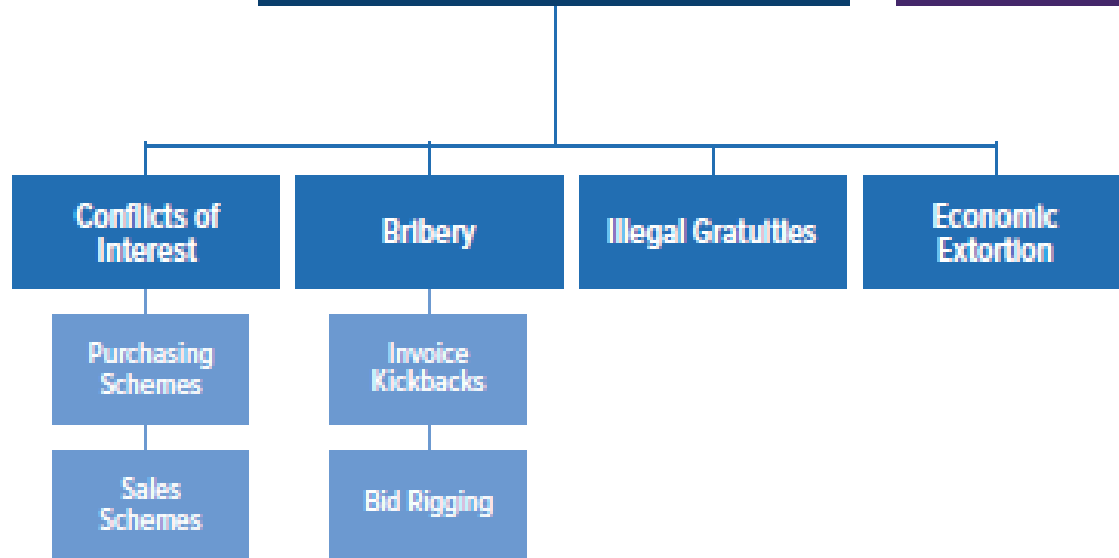 Conflicts of
Interest
Bribery
Illegal Gratuities
Economic
Extortion
Purchasing
Schemes
Invoice
Kickbacks
Sales
Schemes
Bid Rigging